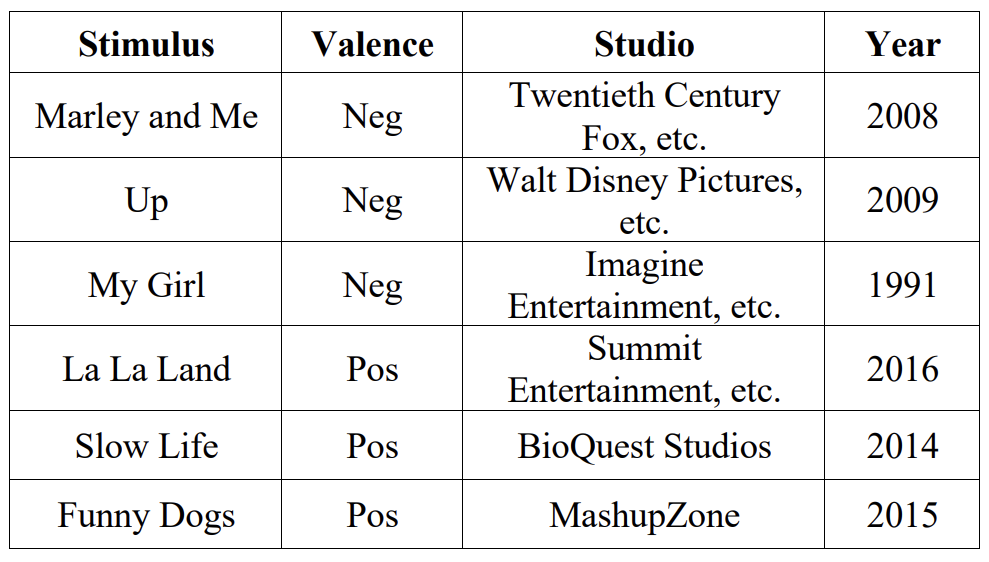 Stimulus Valence Studio Year
Marley and Me Neg Twentieth Century
Fox, etc. 2008
Up Neg Walt Disney Pictures,
etc. 2009
My Girl Neg Imagine
Entertainment, etc. 1991
La La Land Pos Summit
Entertainment, etc. 2016
Slow Life Pos BioQuest Studios 2014
Funny Dogs Pos MashupZone 2015